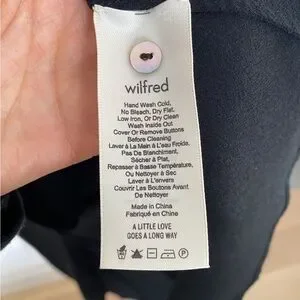 wilfred
Hand Wash Cold,
No Bleach, Dry Flat,
Low Iron, Or Dry Clean
Wash Inside Out
Cover Or Remove Buttons
Before Cleaning
Laver à La Main à L'eau Froide,
Pas De Blanchiment,
Sécher à Plat,
Repasser à Basse Température,
Ou Nettoyer à Sec
Laver à L'envers
Couvrir Les Boutons Avant
De Nettoyer
Made in China
Fabriqué en Chine
A LITTLE LOVE
GOES A LONG WAY